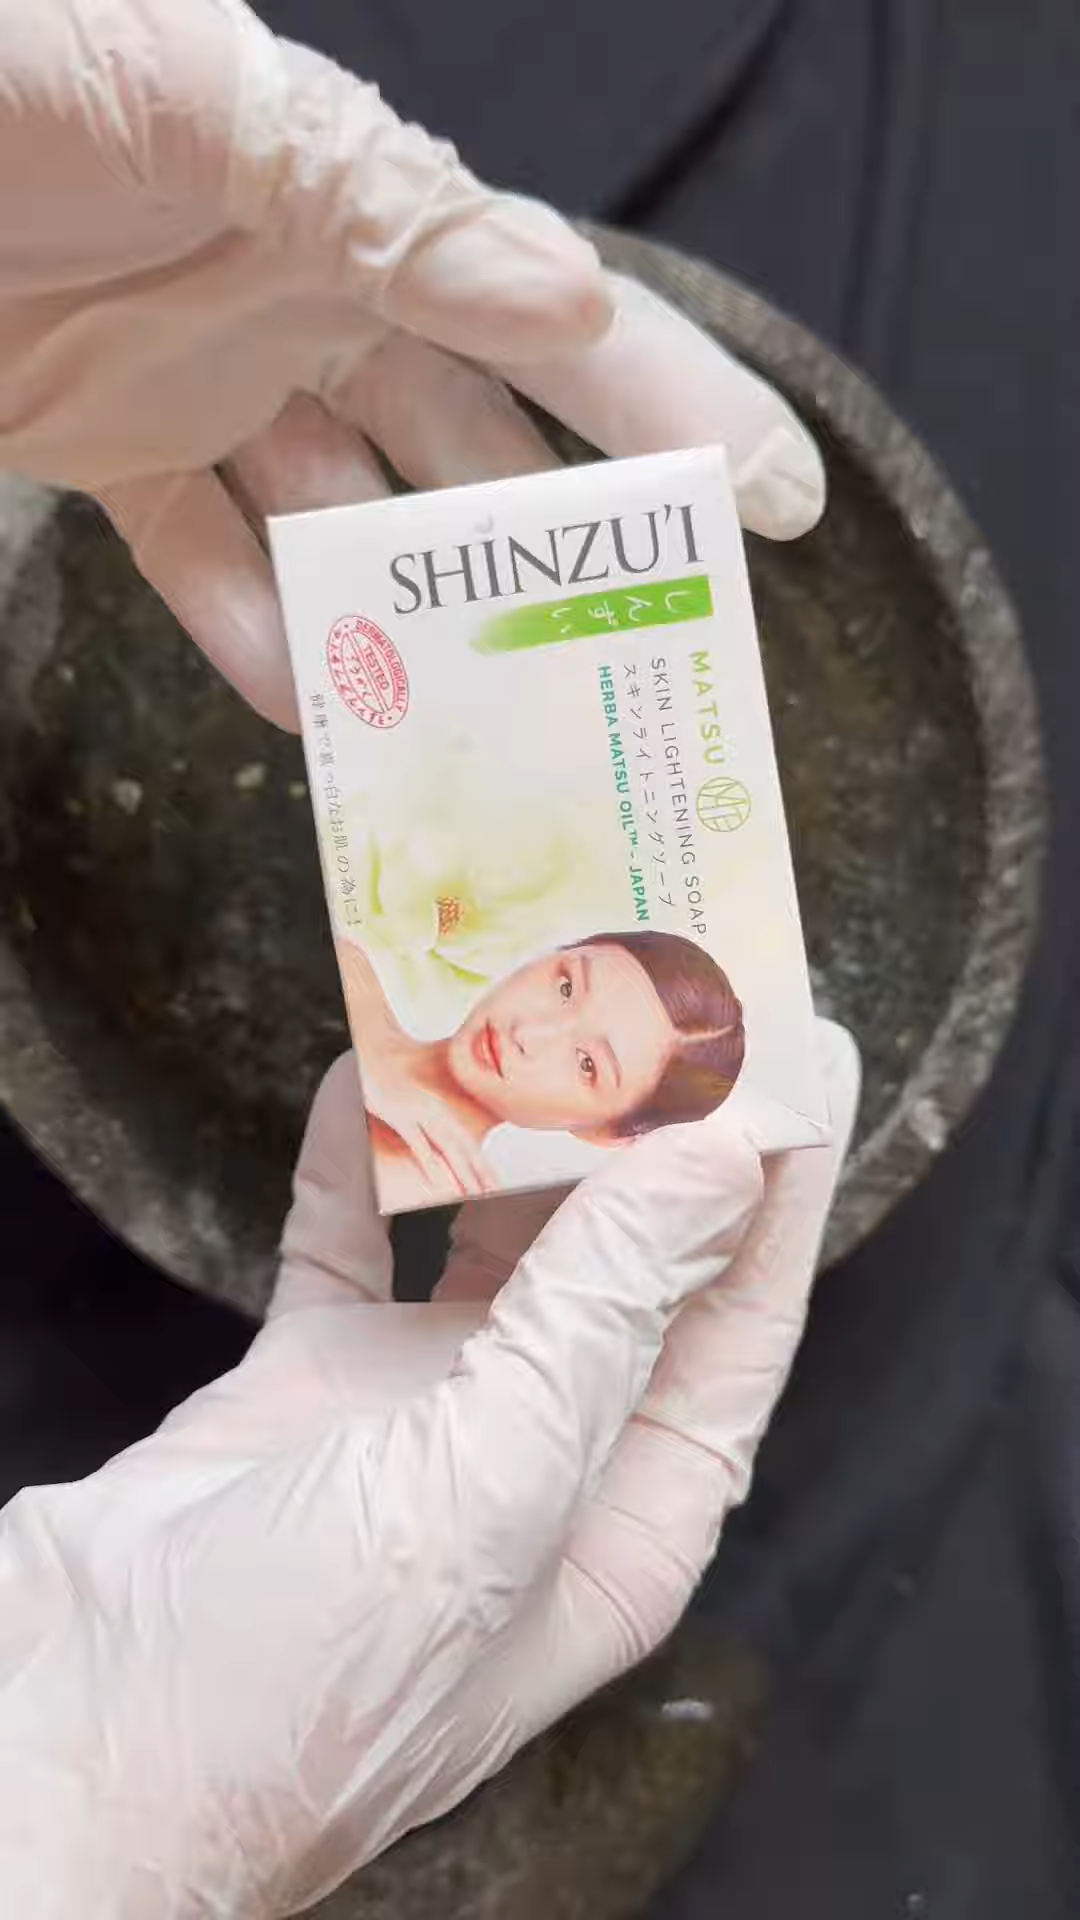 SHINZU'I
しんずい
MATSU
SKIN LIGHTENING SOAP
スキンライトニングソープ
HERBA MATSU OIL™ - JAPAN
DERMATOLOGICALLY
TESTED